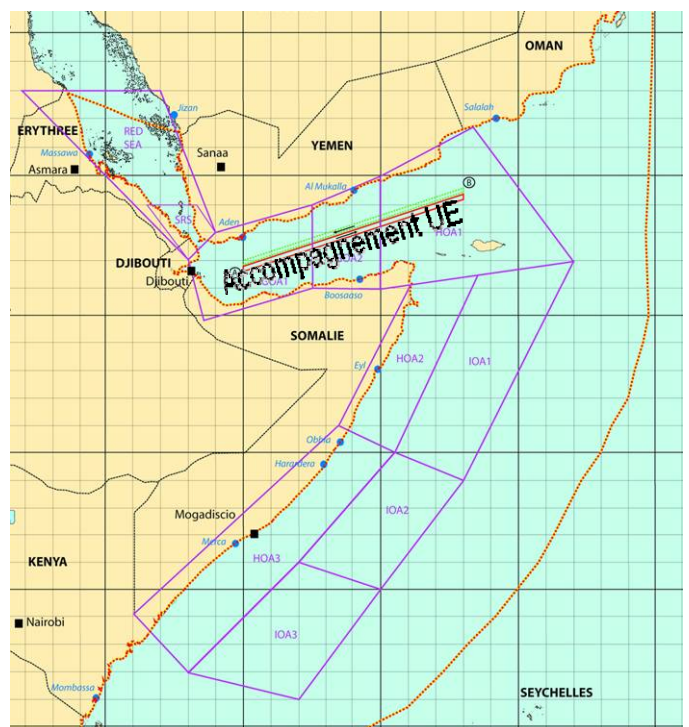 OMAN
Jizan
Salalah
ERYTHREE
RED
SEA
Sanaa
YEMEN
Massawa
Asmara
Al Mukalla
B
SRS
Aden
HOA1
Accompagnement UE
DJIBOUTI
Djibouti
GOA1
Boosaaso
SOMALIE
HOA2
IOA1
Eyl
Obbia
Harardera
Mogadiscio
IOA2
Merca
HOA3
KENYA
Nairobi
IOA3
Mombassa
SEYCHELLES